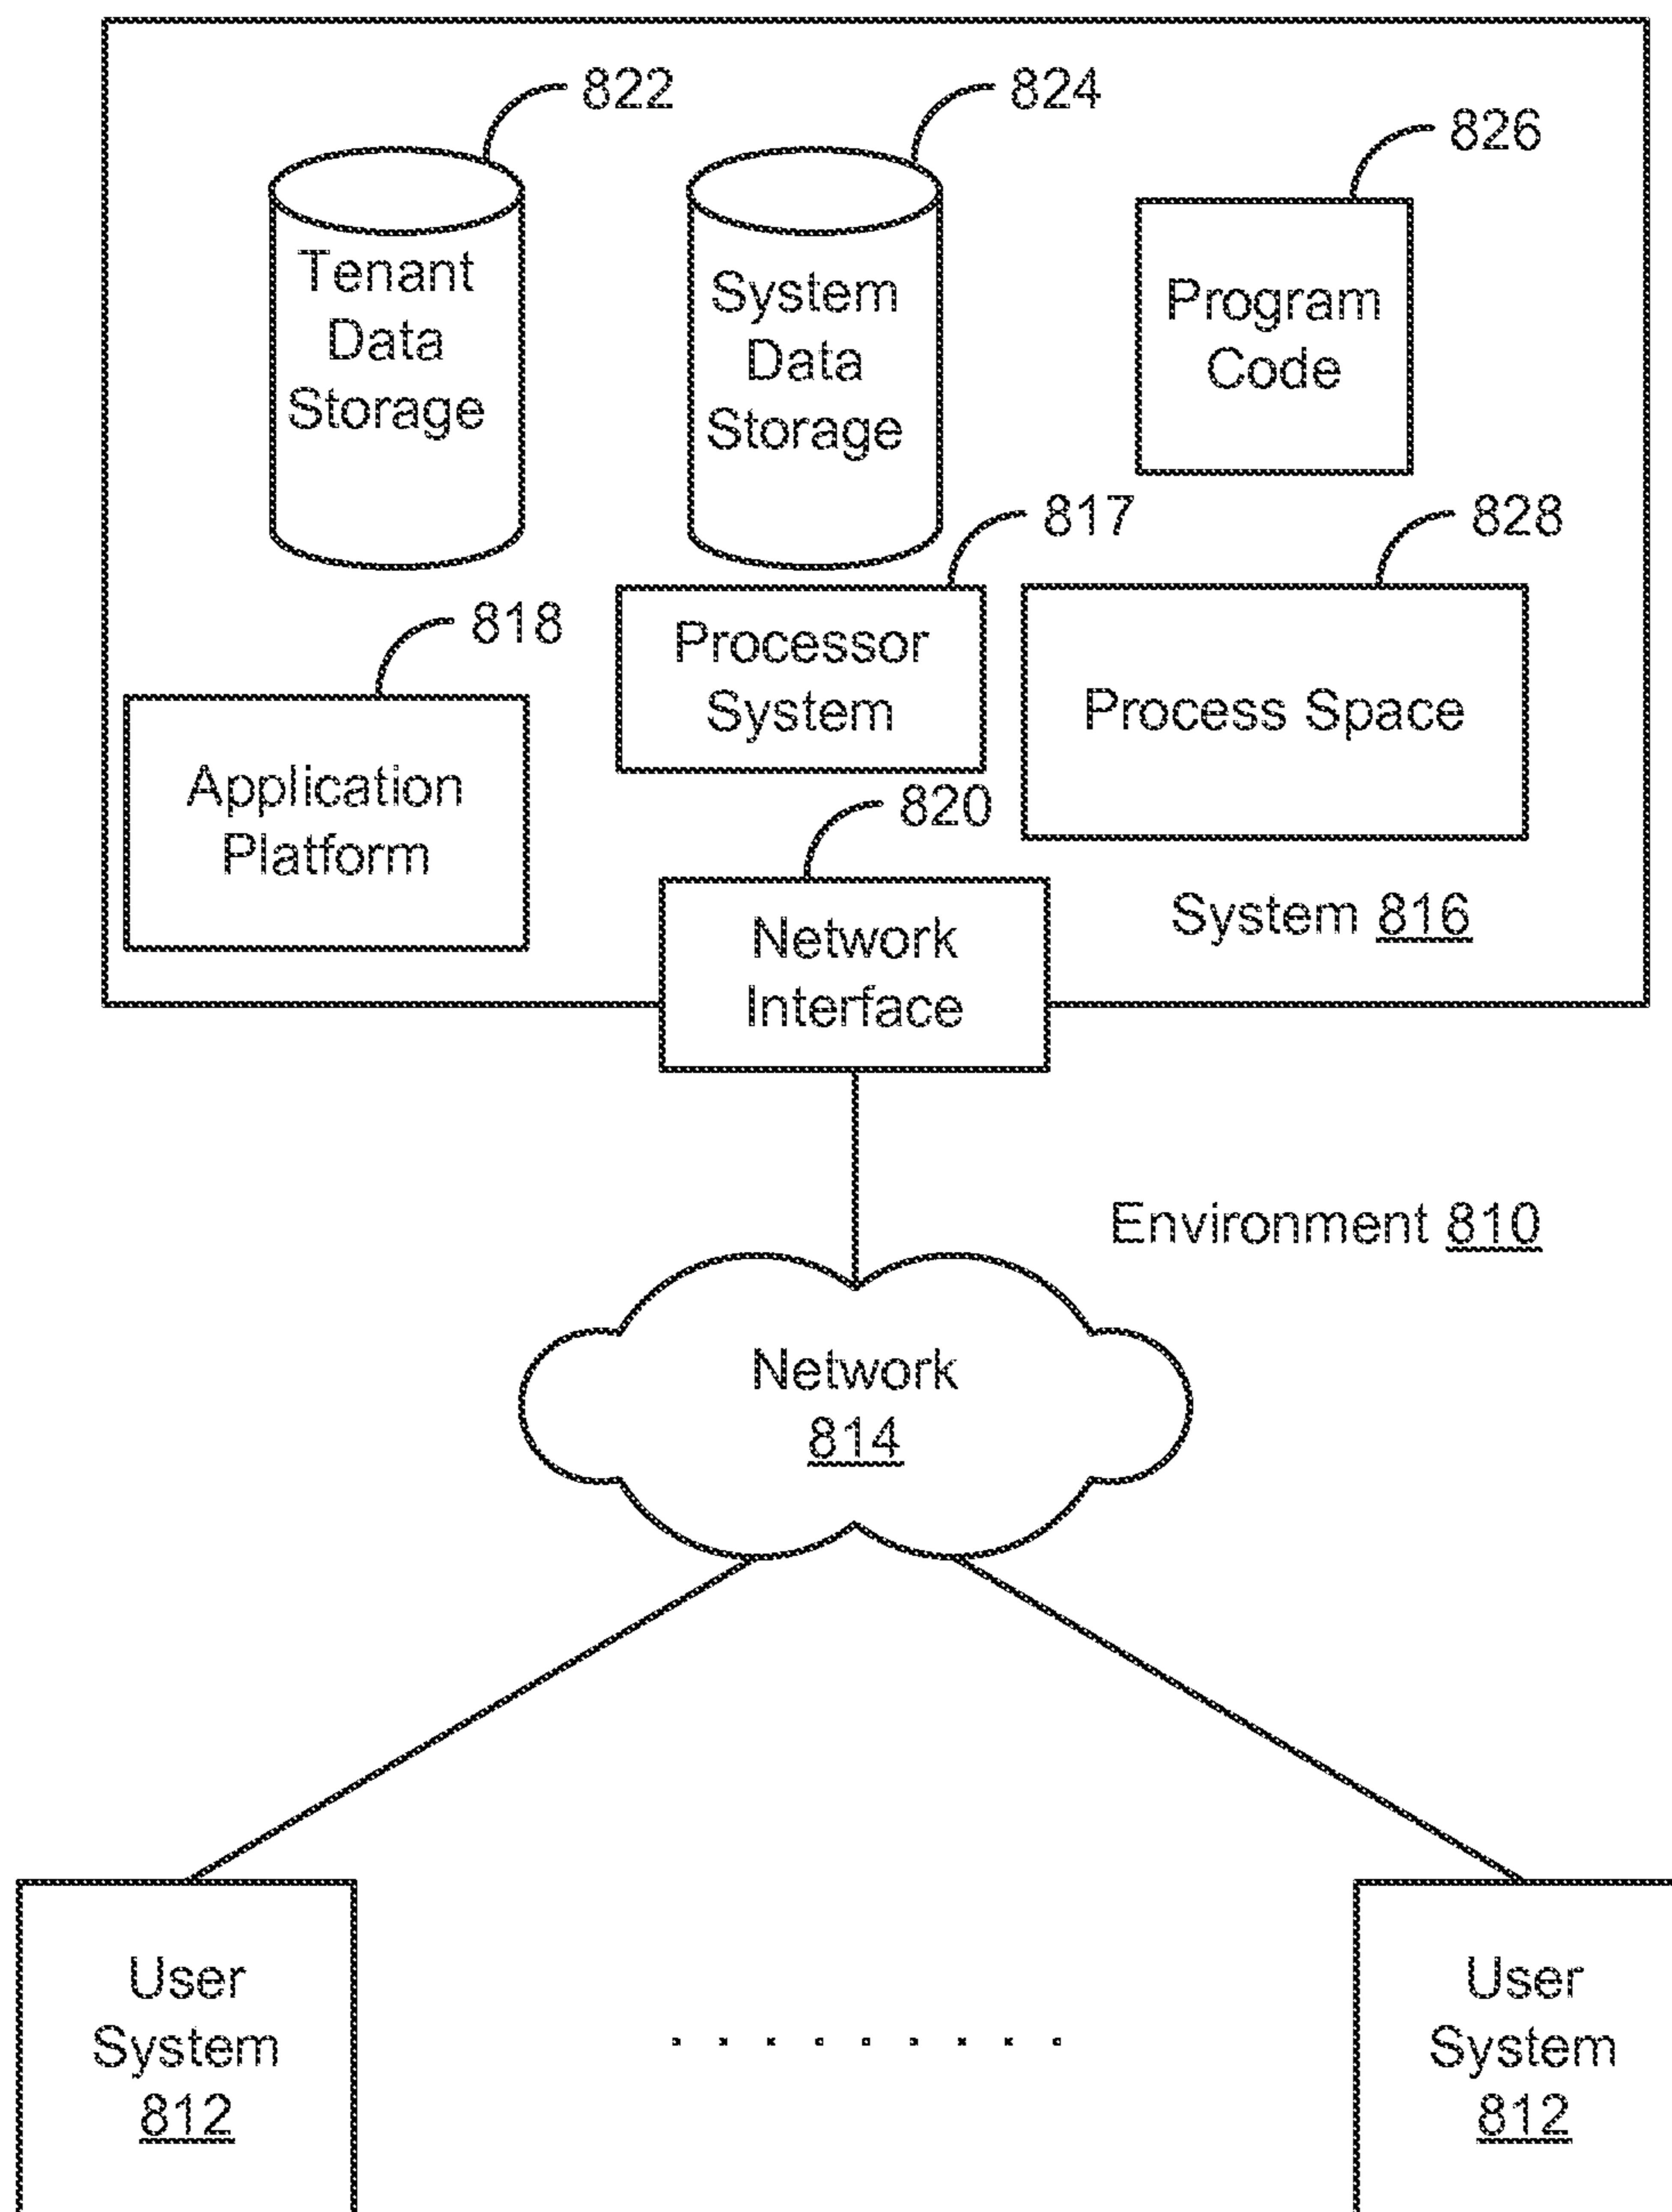 822
824
826
Tenant
Data
Storage
System
Data
Storage
Program
Code
817
828
818
Processor
System
Process Space
Application
Platform
820
Network
Interface
System 816
Environment 810
Network
814
User
System
812
User
System
812